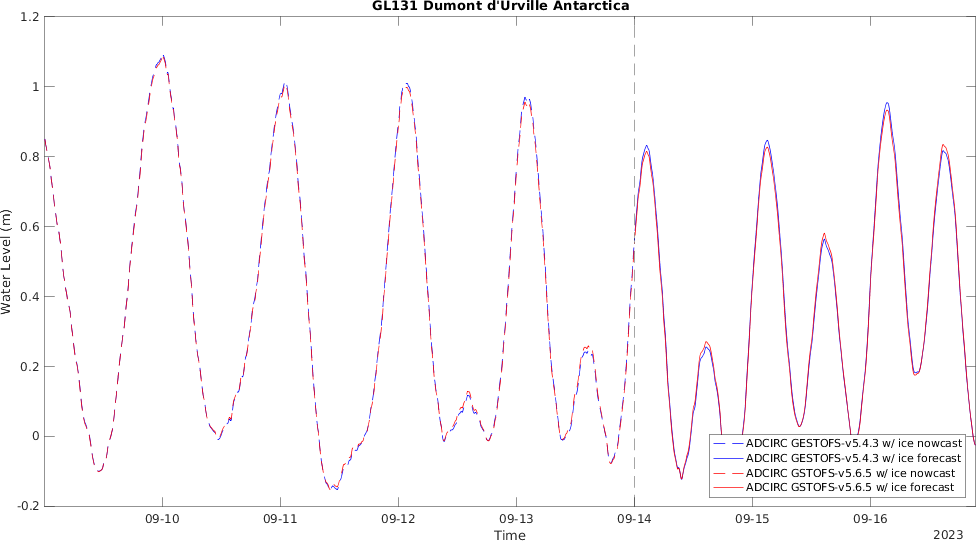 GL131 Dumont d'Urville Antarctica
1.2
1
0.8
0.6
0.4
0.2
0
-0.2
Water Level (m)
ADCIRC GESTOFS-v5.4.3 w/ ice nowcast
ADCIRC GESTOFS-v5.4.3 w/ ice forecast
ADCIRC GSTOFS-v5.6.5 w/ ice nowcast
ADCIRC GSTOFS-v5.6.5 w/ ice forecast
09-10 09-11 09-12 09-13 09-14 09-15 09-16
Time
2023